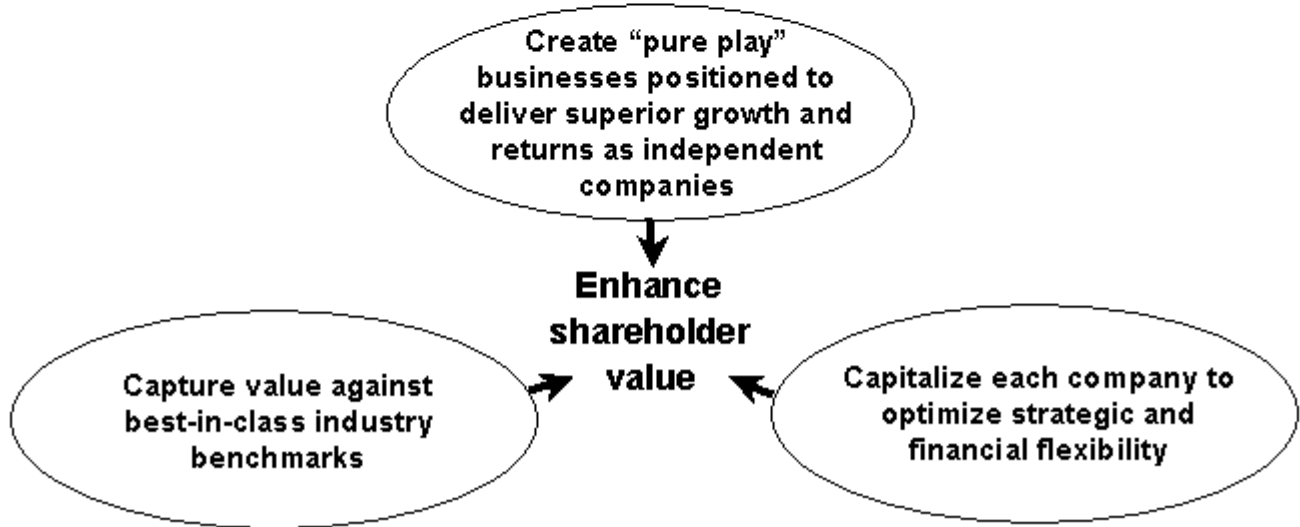 Create “pure play”
businesses positioned to
deliver superior growth and
returns as independent
companies
Enhance
shareholder
value
Capture value against
best-in-class industry
benchmarks
Capitalize each company to
optimize strategic and
financial flexibility